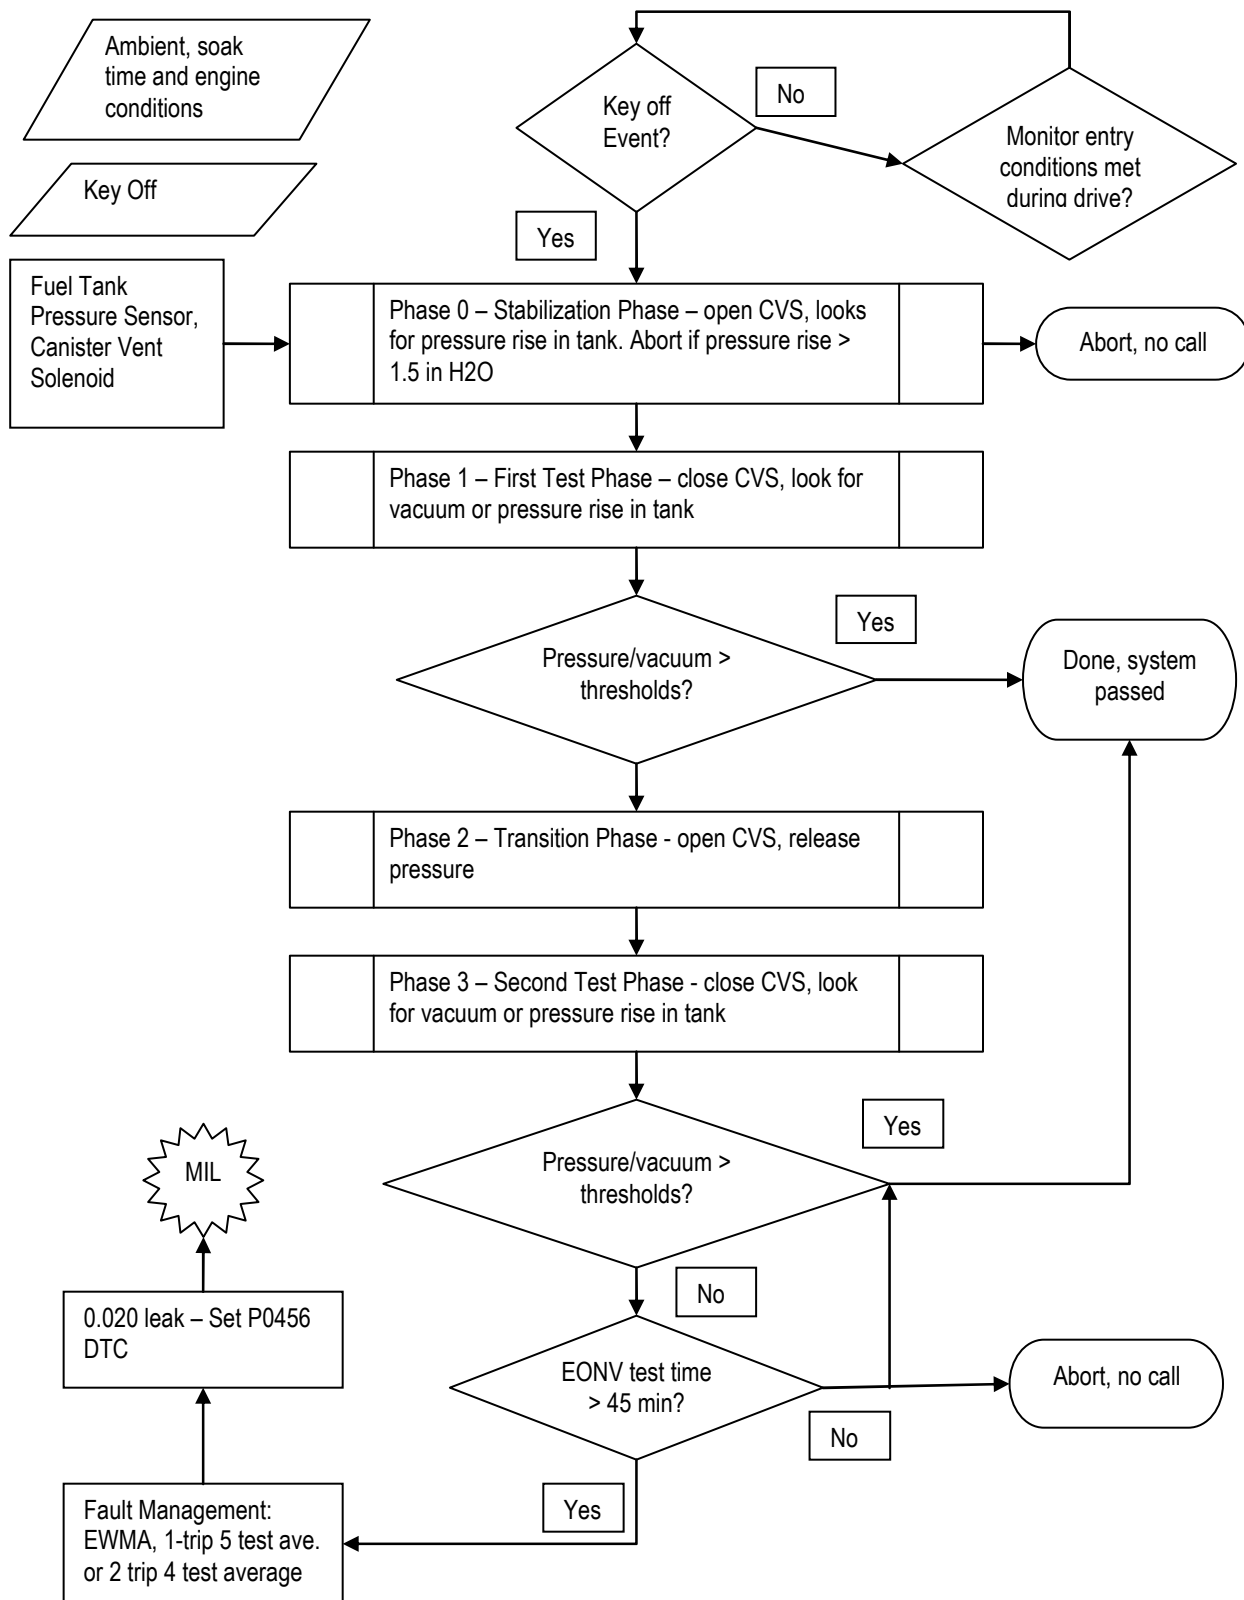 Ambient, soak
time and engine
conditions
Key Off
Fuel Tank
Pressure Sensor,
Canister Vent
Solenoid
Key off
Event?
No
Monitor entry
conditions met
during drive?
Yes
Phase 0 – Stabilization Phase – open CVS, looks
for pressure rise in tank. Abort if pressure rise >
1.5 in H2O
Abort, no call
Phase 1 – First Test Phase – close CVS, look for
vacuum or pressure rise in tank
Pressure/vacuum >
thresholds?
Yes
Done, system
passed
Phase 2 – Transition Phase - open CVS, release
pressure
Phase 3 – Second Test Phase - close CVS, look
for vacuum or pressure rise in tank
Pressure/vacuum >
thresholds?
Yes
No
EONV test time
> 45 min?
No
Abort, no call
Yes
Fault Management:
EWMA, 1-trip 5 test ave.
or 2 trip 4 test average
0.020 leak – Set P0456
DTC
MIL